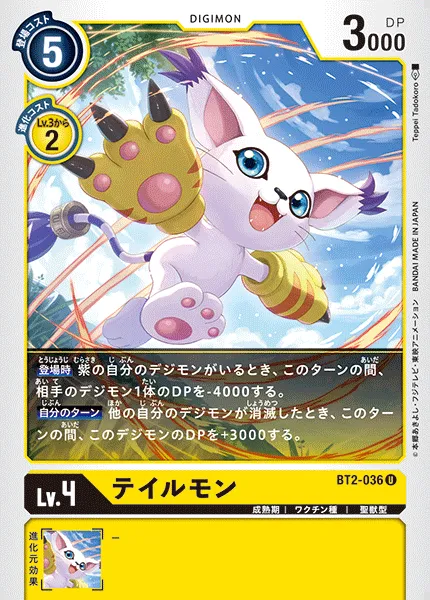 DIGIMON
登場コスト
5
DP
3000
進化コスト
Lv.3から
2
Teppei Tadokoro
©本郷あきよし・フジテレビ・東映アニメーション BANDAI MADE IN JAPAN
登場時 紫の自分のデジモンがいるとき、このターンの間、
相手のデジモン1体のDPを-4000する。
自分のターン 他の自分のデジモンが消滅したとき、このター
ンの間、このデジモンのDPを+3000する。
BT2-036 U
Lv.4 テイルモン
成熟期 | ワクチン種 | 聖獣型
進化元効果
－